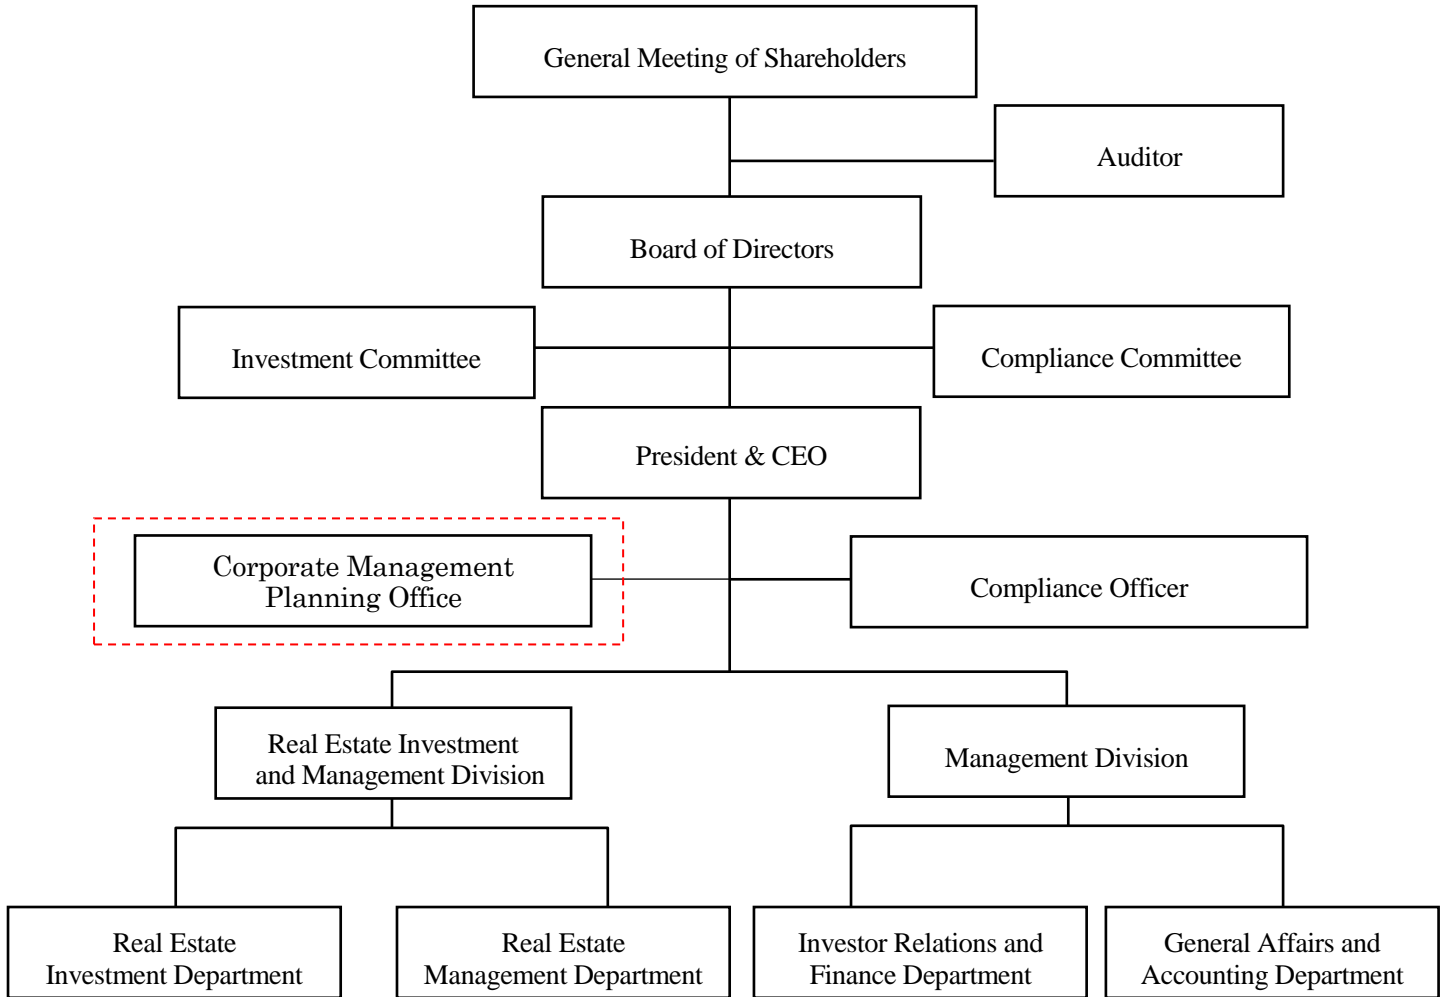 General Meeting of Shareholders
Auditor
Board of Directors
Investment Committee
Compliance Committee
President & CEO
Corporate Management
Planning Office
Compliance Officer
Real Estate Investment
and Management Division
Management Division
Real Estate
Investment Department
Real Estate
Management Department
Investor Relations and
Finance Department
General Affairs and
Accounting Department